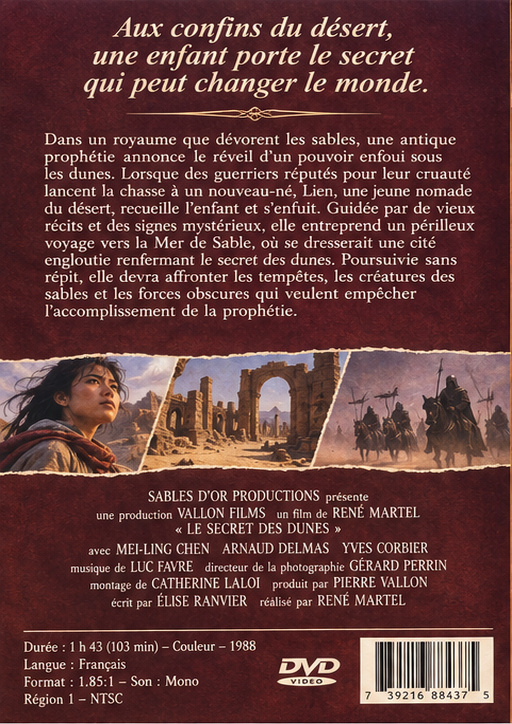 Aux confins du désert,
une enfant porte le secret
qui peut changer le monde.
Dans un royaume que dévorent les sables, une antique
prophétie annonce le réveil d'un pouvoir enfoui sous
les dunes. Lorsque des guerriers réputés pour leur cruauté
lancent la chasse à un nouveau-né, Lien, une jeune nomade
du désert, recueille l'enfant et s'enfuit. Guidée par de vieux
récits et des signes mystérieux, elle entreprend un périlleux
voyage vers la Mer de Sable, où se dresserait une cité
engloutie renfermant le secret des dunes. Poursuivie sans
répit, elle devra affronter les tempêtes, les créatures des
sables et les forces obscures qui veulent empêcher
l'accomplissement de la prophétie.
SABLES D'OR PRODUCTIONS présente
une production VALLON FILMS un film de RENÉ MARTEL
« LE SECRET DES DUNES »
avec MEI-LING CHEN ARNAUD DELMAS YVES CORBIER
musique de LUC FAVRE directeur de la photographie GÉRARD PERRIN
montage de CATHERINE LALOI produit par PIERRE VALLON
écrit par ÉLISE RANVIER réalisé par RENÉ MARTEL
Durée : 1 h 43 (103 min) – Couleur – 1988
Langue : Français
Format : 1.85:1 – Son : Mono
Région 1 – NTSC
DVD
VIDEO
7 39216 88437 5